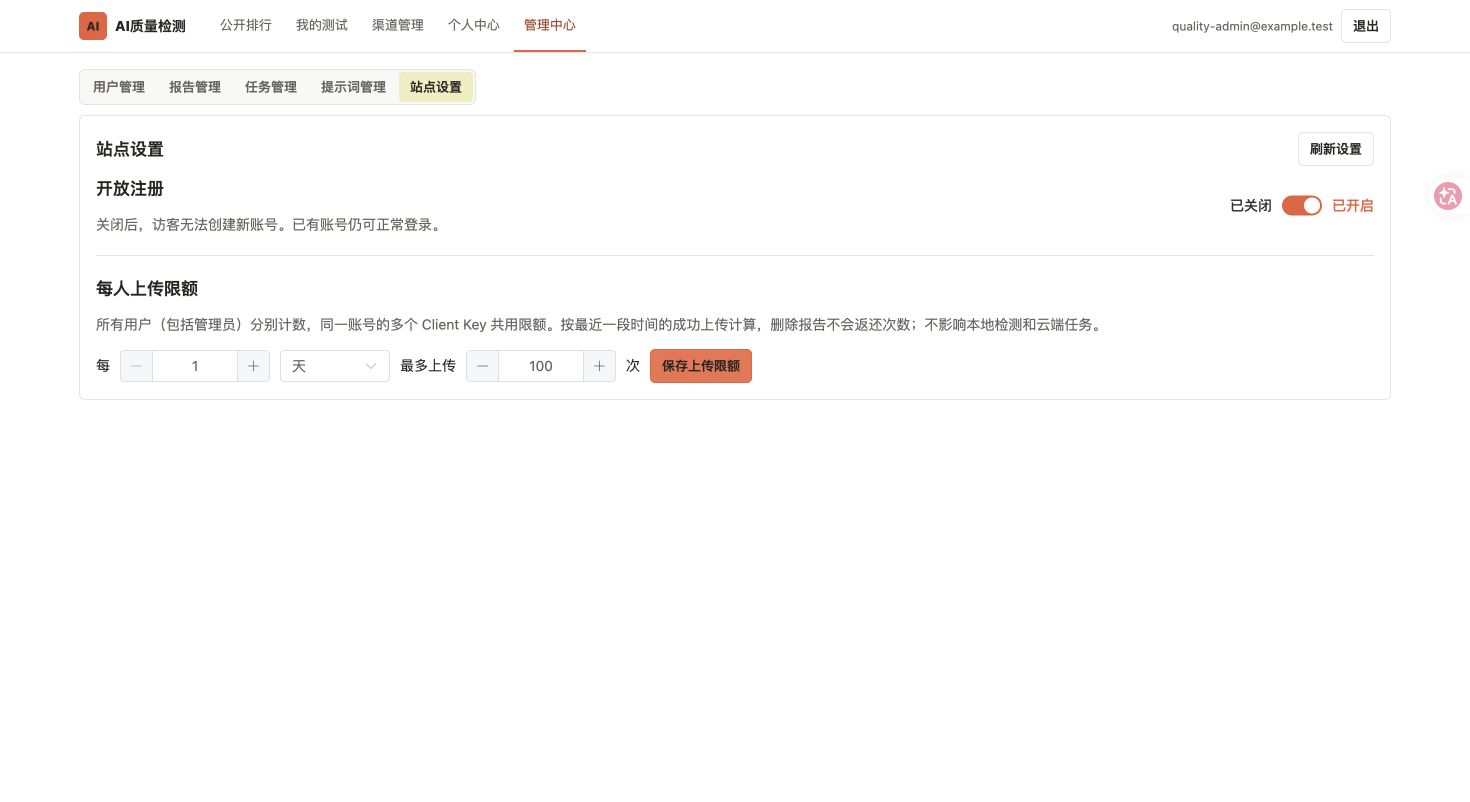 AI AI质量检测 公开排行 我的测试 渠道管理 个人中心 管理中心 quality-admin@example.test 退出
用户管理 报告管理 任务管理 提示词管理 站点设置
站点设置 刷新设置
开放注册
已关闭 已开启
关闭后，访客无法创建新账号。已有账号仍可正常登录。
每人上传限额
所有用户（包括管理员）分别计数，同一账号的多个 Client Key 共用限额。按最近一段时间的成功上传计算，删除报告不会返还次数；不影响本地检测和云端任务。
每 — 1 + 天 最多上传 — 100 + 次 保存上传限额